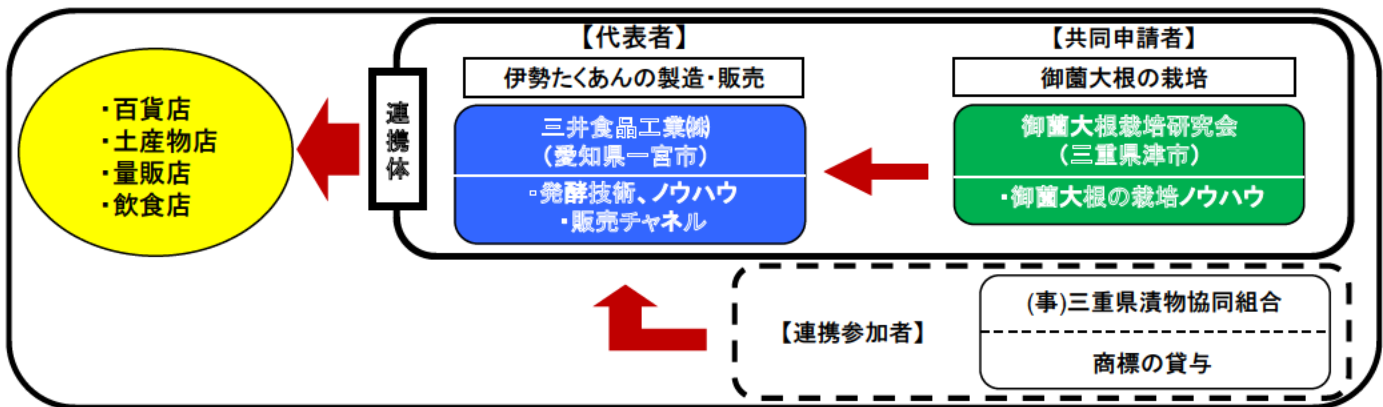 【代表者】
伊勢たくあんの製造・販売
三井食品工業㈱
(愛知県一宮市)
・発酵技術、ノウハウ
・販売チャネル
【共同申請者】
御薗大根の栽培
御薗大根栽培研究会
(三重県津市)
・御薗大根の栽培ノウハウ
連携体
・百貨店
・土産物店
・量販店
・飲食店
【連携参加者】
(事)三重県漬物協同組合
商標の貸与